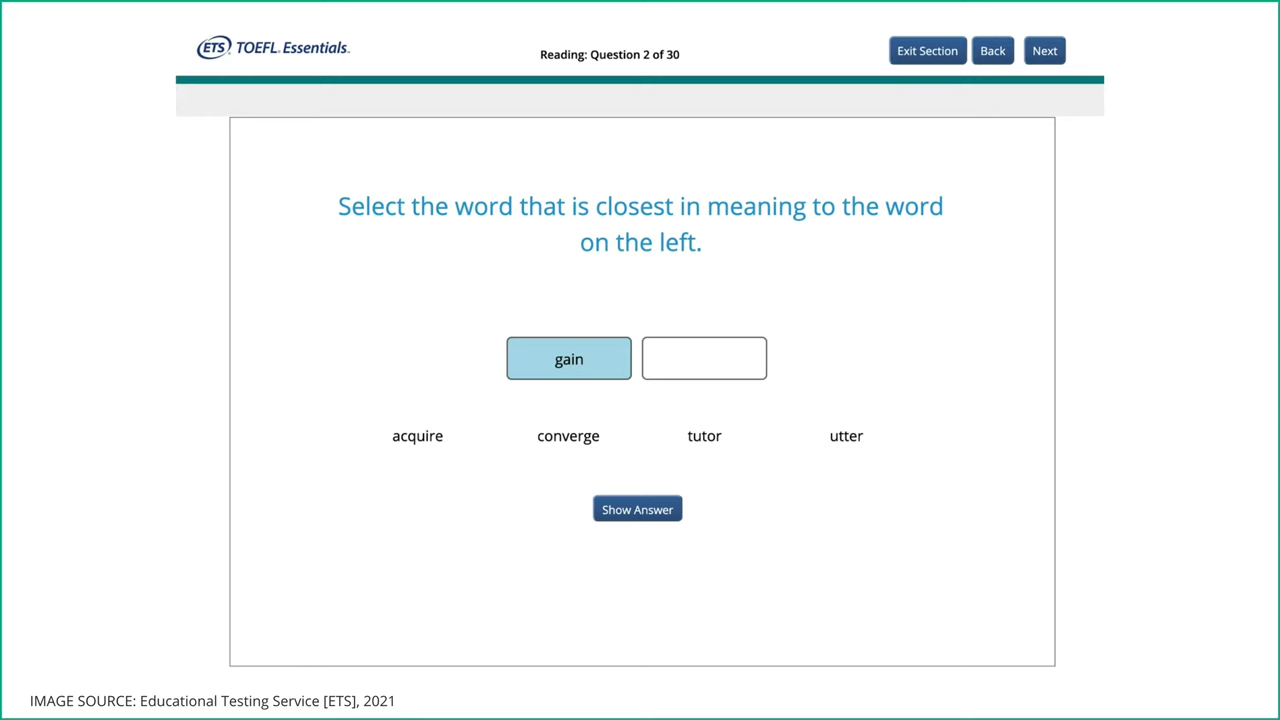 ETS TOEFL Essentials™
Reading: Question 2 of 30
Exit Section
Back
Next
Select the word that is closest in meaning to the word
on the left.
gain
acquire converge tutor utter
Show Answer
IMAGE SOURCE: Educational Testing Service [ETS], 2021